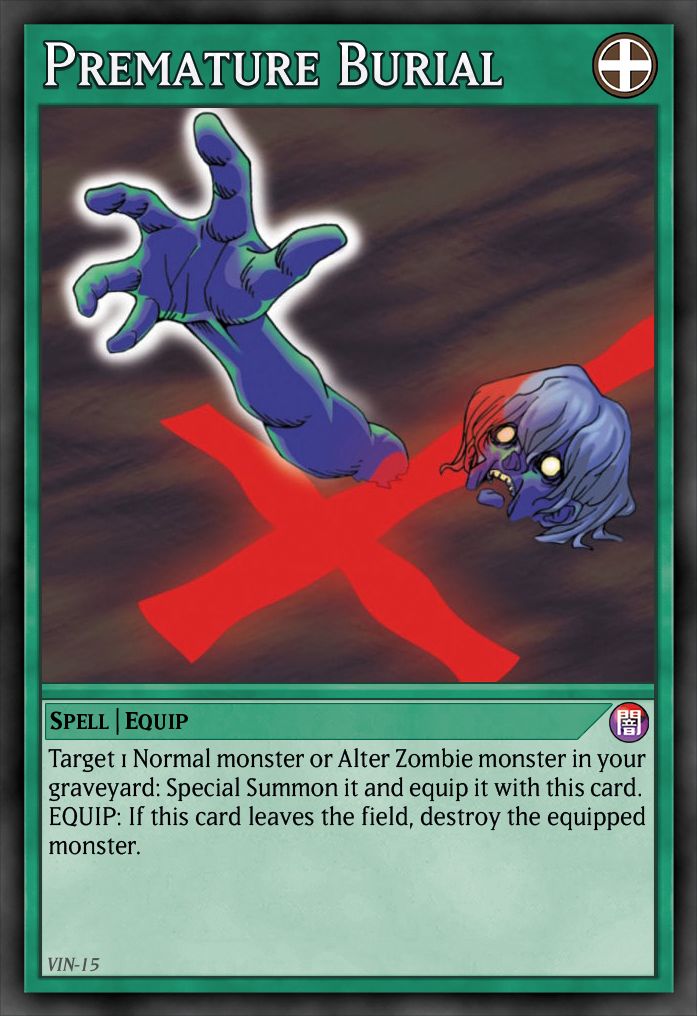 Premature Burial
Spell | Equip
闇
Target 1 Normal monster or Alter Zombie monster in your
graveyard: Special Summon it and equip it with this card.
EQUIP: If this card leaves the field, destroy the equipped
monster.
VIN-15